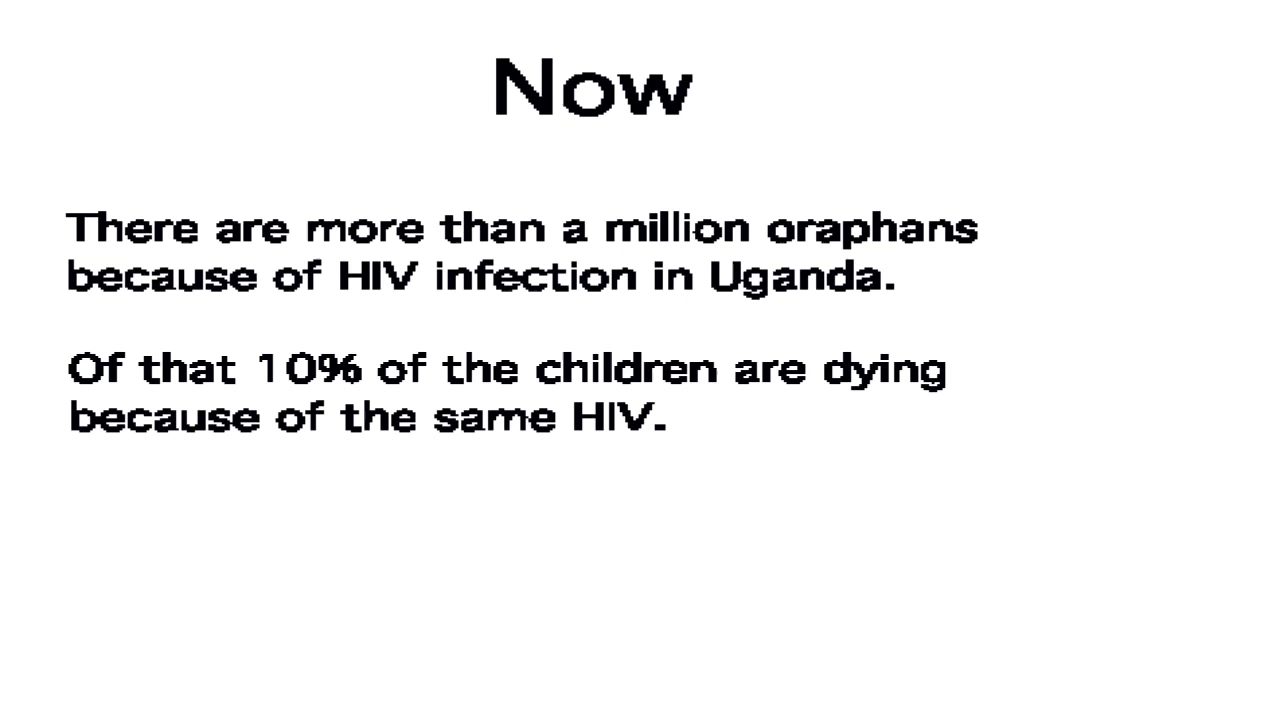 Now
There are more than a million oraphans
because of HIV infection in Uganda.
Of that 10% of the children are dying
because of the same HIV.